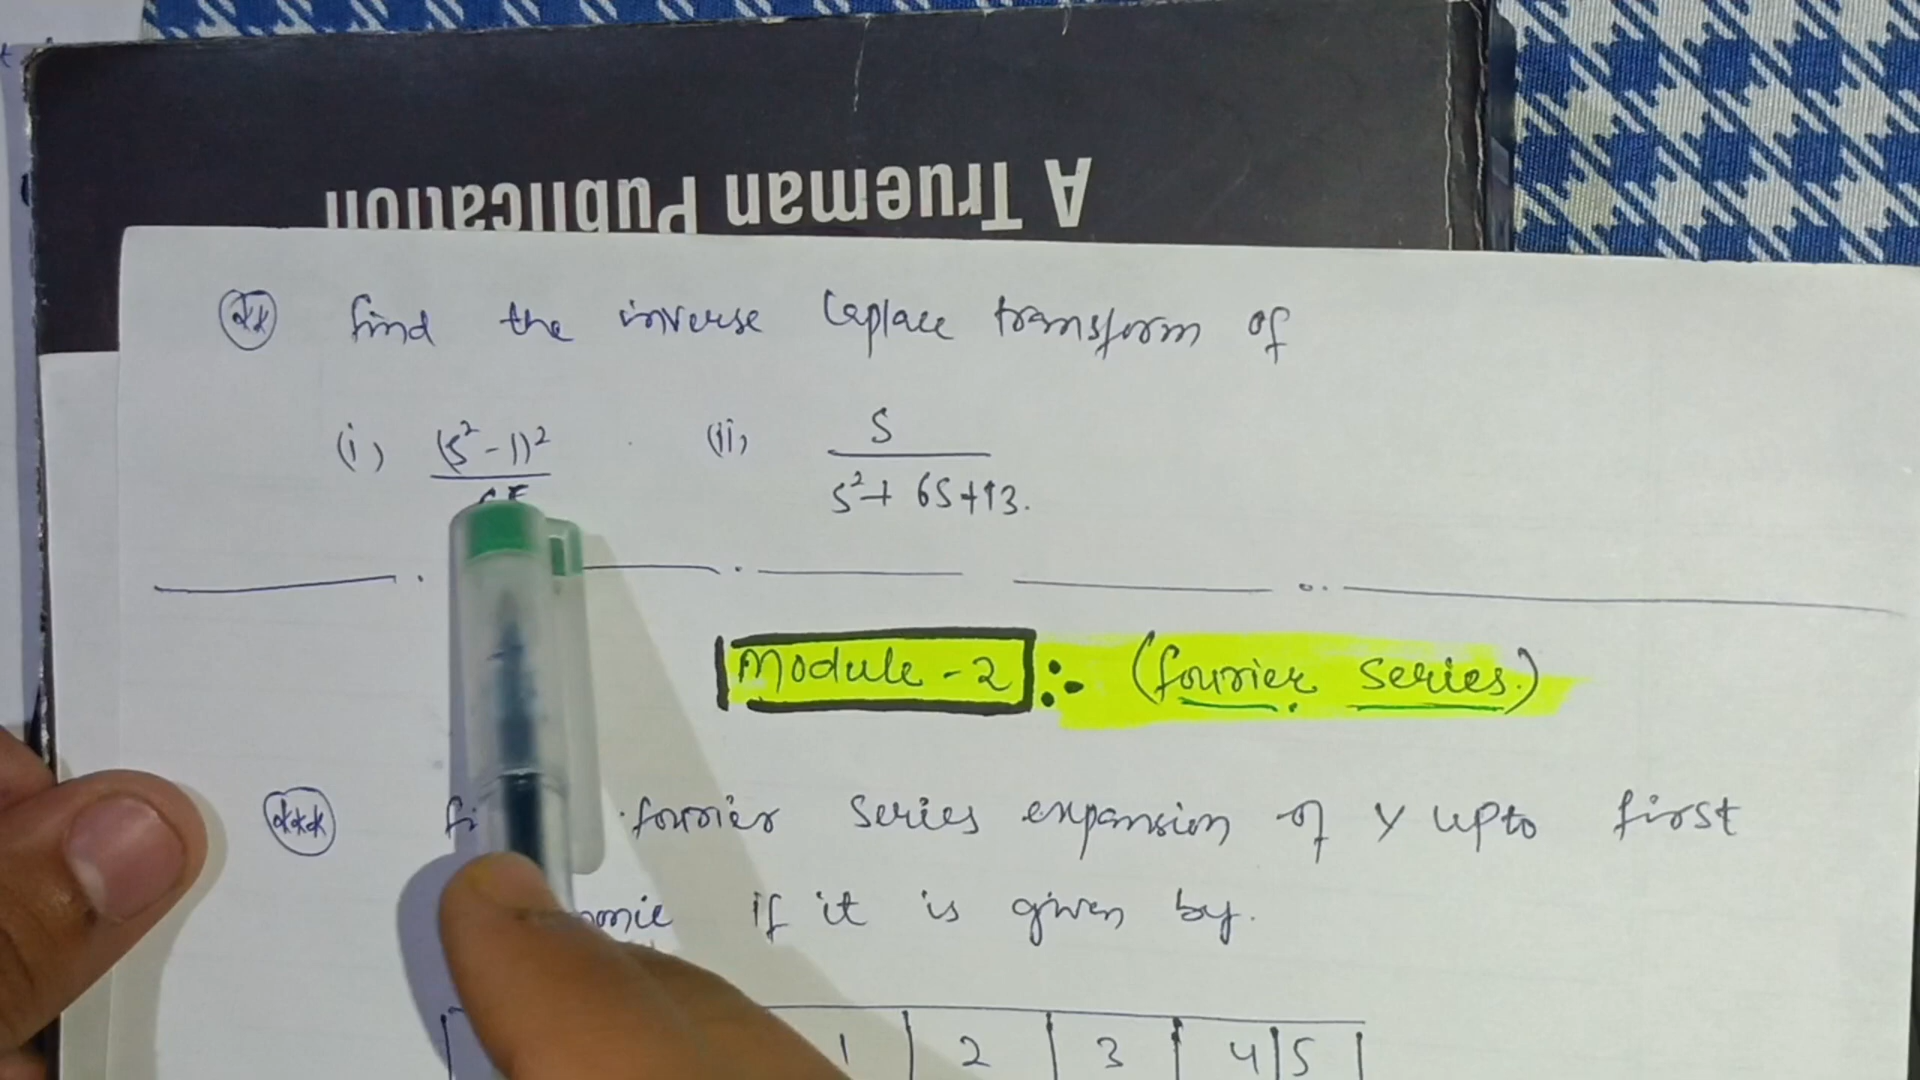 A Trueman Publication
** find the inverse laplace transform of
(i) (s²-1)² (ii) s / s²+6s+13.
Module-2 :- (fourier series.)
*** fourier series expansion of y upto first
if it is given by.
1 | 2 | 3 | 4 | 5